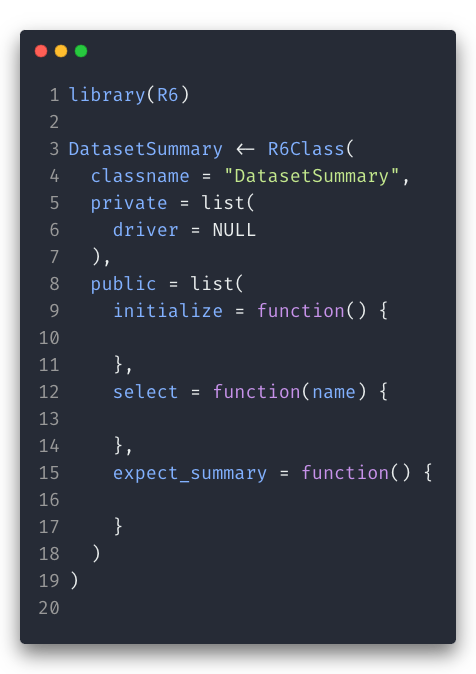 1 library(R6)
2
3 DatasetSummary <- R6Class(
4   classname = "DatasetSummary",
5   private = list(
6     driver = NULL
7   ),
8   public = list(
9     initialize = function() {
10
11     },
12     select = function(name) {
13
14     },
15     expect_summary = function() {
16
17     }
18   )
19 )
20